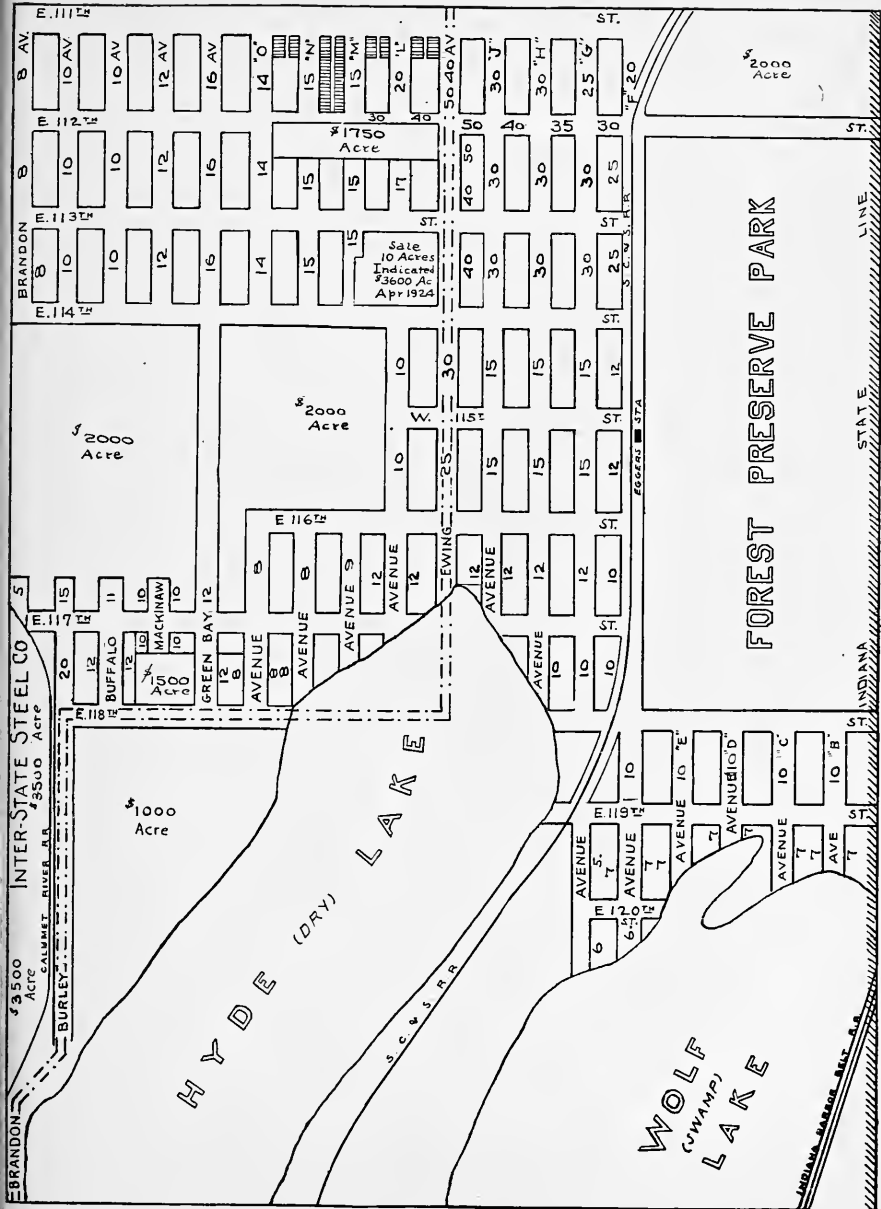 E. 111TH ST.
8 AV. 10 AV 10 AV 12 AV 16 AV 14 "O" 15 "N" 15 "M" 20 "L" 50 40 AV 30 "J" 30 "H" 25 "G" "F" 20
$2000
Acre
30 40
E. 112TH 50 40 35 30 ST.
$1750
Acre
8 10 10 12 16 14 15 15 17 40 50 30 30 30 25
S. C. & S. R.R
E. 113TH ST. ST
BRANDON 8 10 10 12 16 14 15 15 40 30 30 30 25
Sale
10 Acres
Indicated
$3600 Ac
Apr 1924
E. 114TH ST.
10 30 15 15 15 12
$2000
Acre
$2000
Acre
W. 115T ST.
EGGERS STA
10 25 15 15 15 12
FOREST PRESERVE PARK
INDIANA STATE LINE
E 116TH ST.
8 8 AVENUE 9 12 AVENUE 12 EWING 12 AVENUE 12 12 12 10
5 15 11 10 MACKINAW 10 GREEN BAY 12
E. 117TH ST.
20 12 BUFFALO 12 10 10 12 8 AVENUE 8 8 AVENUE AVENUE 10 10 10
$1500
Acre
E. 118TH ST.
INTER-STATE STEEL CO
$3500
Acre
CALUMET RIVER R.R
$3500
Acre
BURLEY
BRANDON
$1000
Acre
HYDE (DRY) LAKE
S. C. & S. RR
10 10 "E" 10 "D" 10 "C" 10 "B"
E. 119TH ST.
AVENUE 5. 7 AVENUE 7 7 AVENUE 7 AVENUE 7 AVENUE 7 7 AVE 7
E 120TH ST.
6 6
WOLF
(SWAMP)
LAKE
INDIANA HARBOR BELT R.R